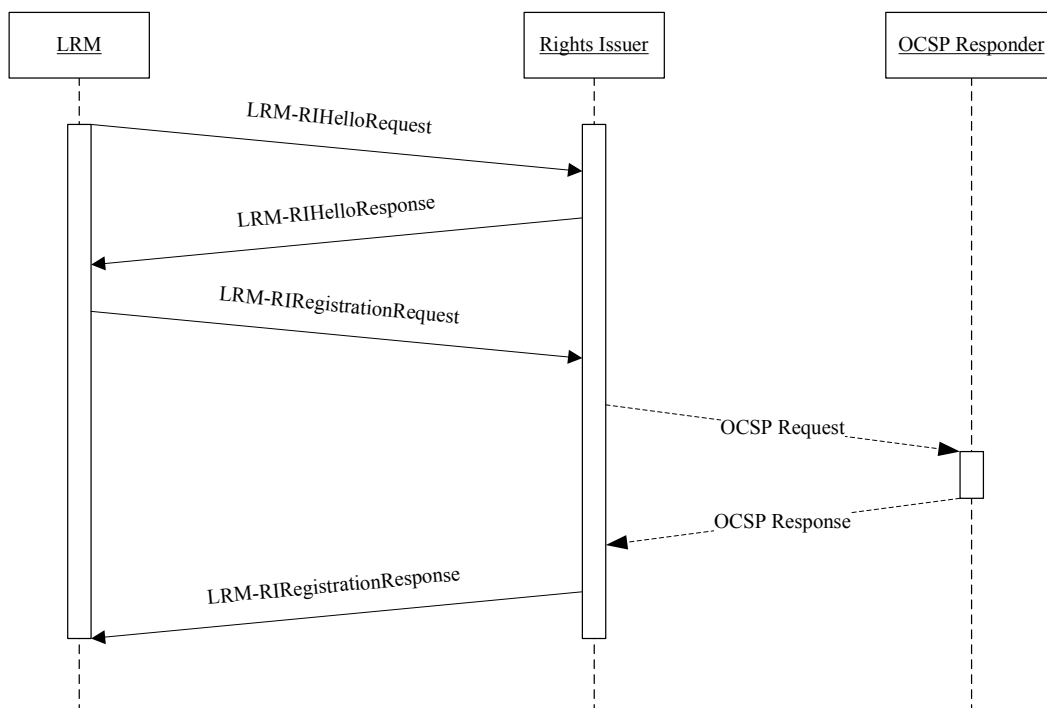 LRM
Rights Issuer
OCSP Responder
LRM-RIHelloRequest
LRM-RIHelloResponse
LRM-RIRegistrationRequest
OCSP Request
OCSP Response
LRM-RIRegistrationResponse